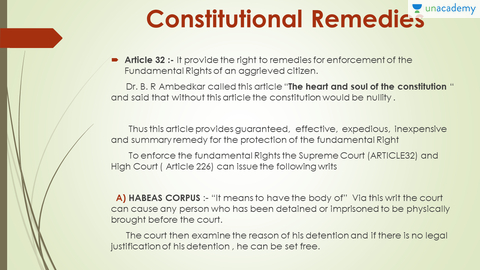 Constitutional Remedies
unacademy
Article 32 :- It provide the right to remedies for enforcement of the
Fundamental Rights of an aggrieved citizen.
Dr. B. R Ambedkar called this article “The heart and soul of the constitution “
and said that without this article the constitution would be nullity .
Thus this article provides guaranteed, effective, expedious, inexpensive
and summary remedy for the protection of the fundamental Right
To enforce the fundamental Rights the Supreme Court (ARTICLE32) and
High Court ( Article 226) can issue the following writs
A) HABEAS CORPUS :- “It means to have the body of” Via this writ the court
can cause any person who has been detained or imprisoned to be physically
brought before the court.
The court then examine the reason of his detention and if there is no legal
justification of his detention , he can be set free.